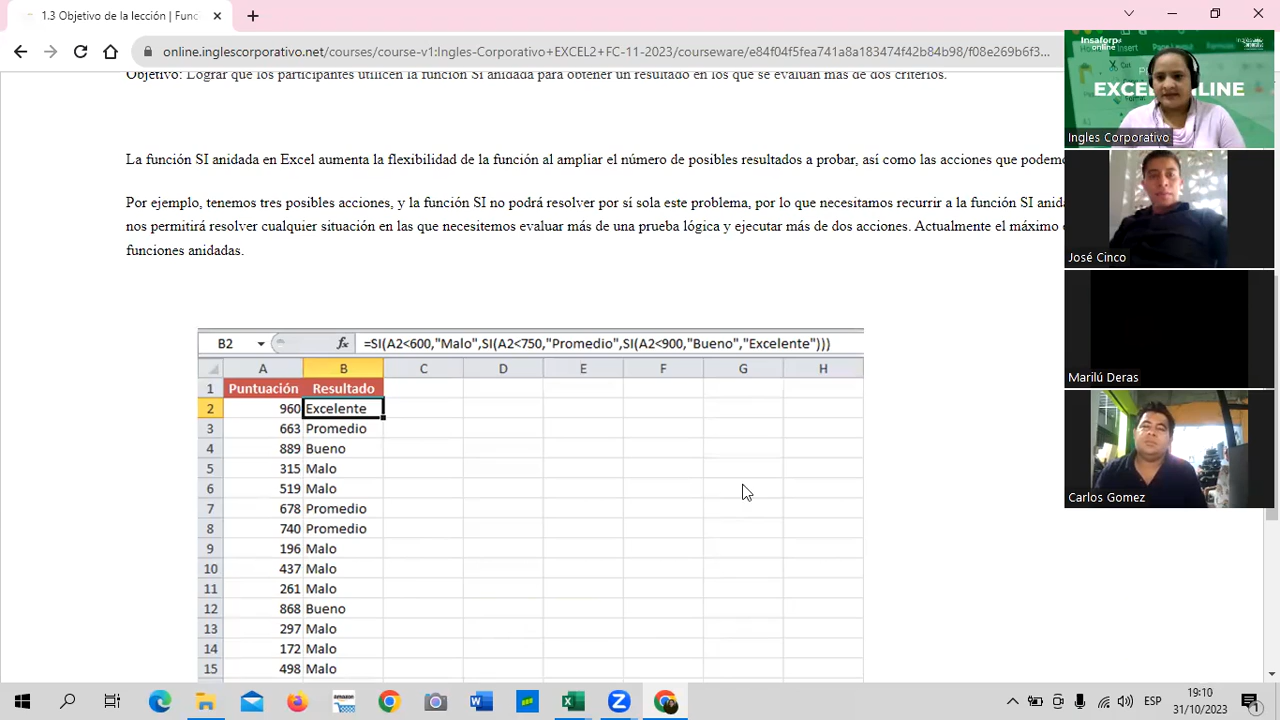 1.3 Objetivo de la lección | Func
online.inglescorporativo.net/courses/course-v1:Ingles-Corporativo+EXCEL2+FC-11-2023/courseware/e84f04f5fea741a8a183474f42b84b98/
Objetivo: Lograr que los participantes utilicen la función Si anidada para obtener un resultado en los que se evalúan más de dos criterios.
La función SI anidada en Excel aumenta la flexibilidad de la función al ampliar el número de posibles resultados a probar, así como las acciones que podemo
Por ejemplo, tenemos tres posibles acciones, y la función SI no podrá resolver por sí sola este problema, por lo que necesitamos recurrir a la función SI anida
nos permitirá resolver cualquier situación en las que necesitemos evaluar más de una prueba lógica y ejecutar más de dos acciones. Actualmente el máximo
funciones anidadas.
B2 fx =SI(A2<600,"Malo",SI(A2<750,"Promedio",SI(A2<900,"Bueno","Excelente")))
A B C D E F G H
1 Puntuación Resultado
2 960 Excelente
3 663 Promedio
4 889 Bueno
5 315 Malo
6 519 Malo
7 678 Promedio
8 740 Promedio
9 196 Malo
10 437 Malo
11 261 Malo
12 868 Bueno
13 297 Malo
14 172 Malo
15 498 Malo
Insaforp
online
EXCEL ONLINE
Ingles Corporativo
José Cinco
Marilú Deras
Carlos Gomez
ESP
19:10
31/10/2023